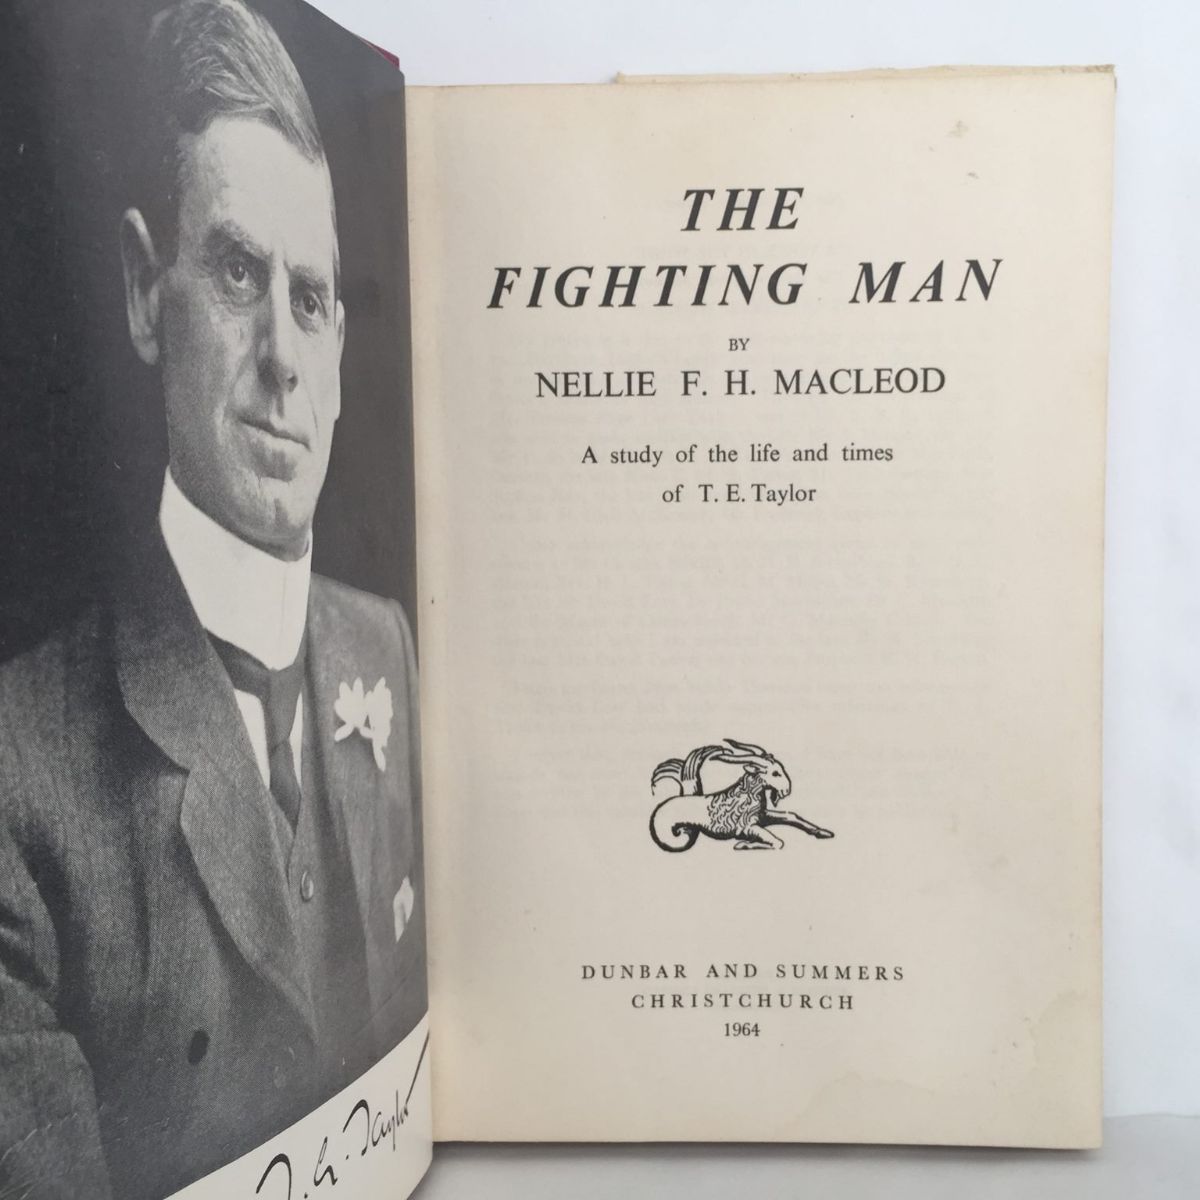 THE
FIGHTING MAN
BY
NELLIE F. H. MACLEOD
A study of the life and times
of T. E. Taylor
DUNBAR AND SUMMERS
CHRISTCHURCH
1964
T. E. Taylor